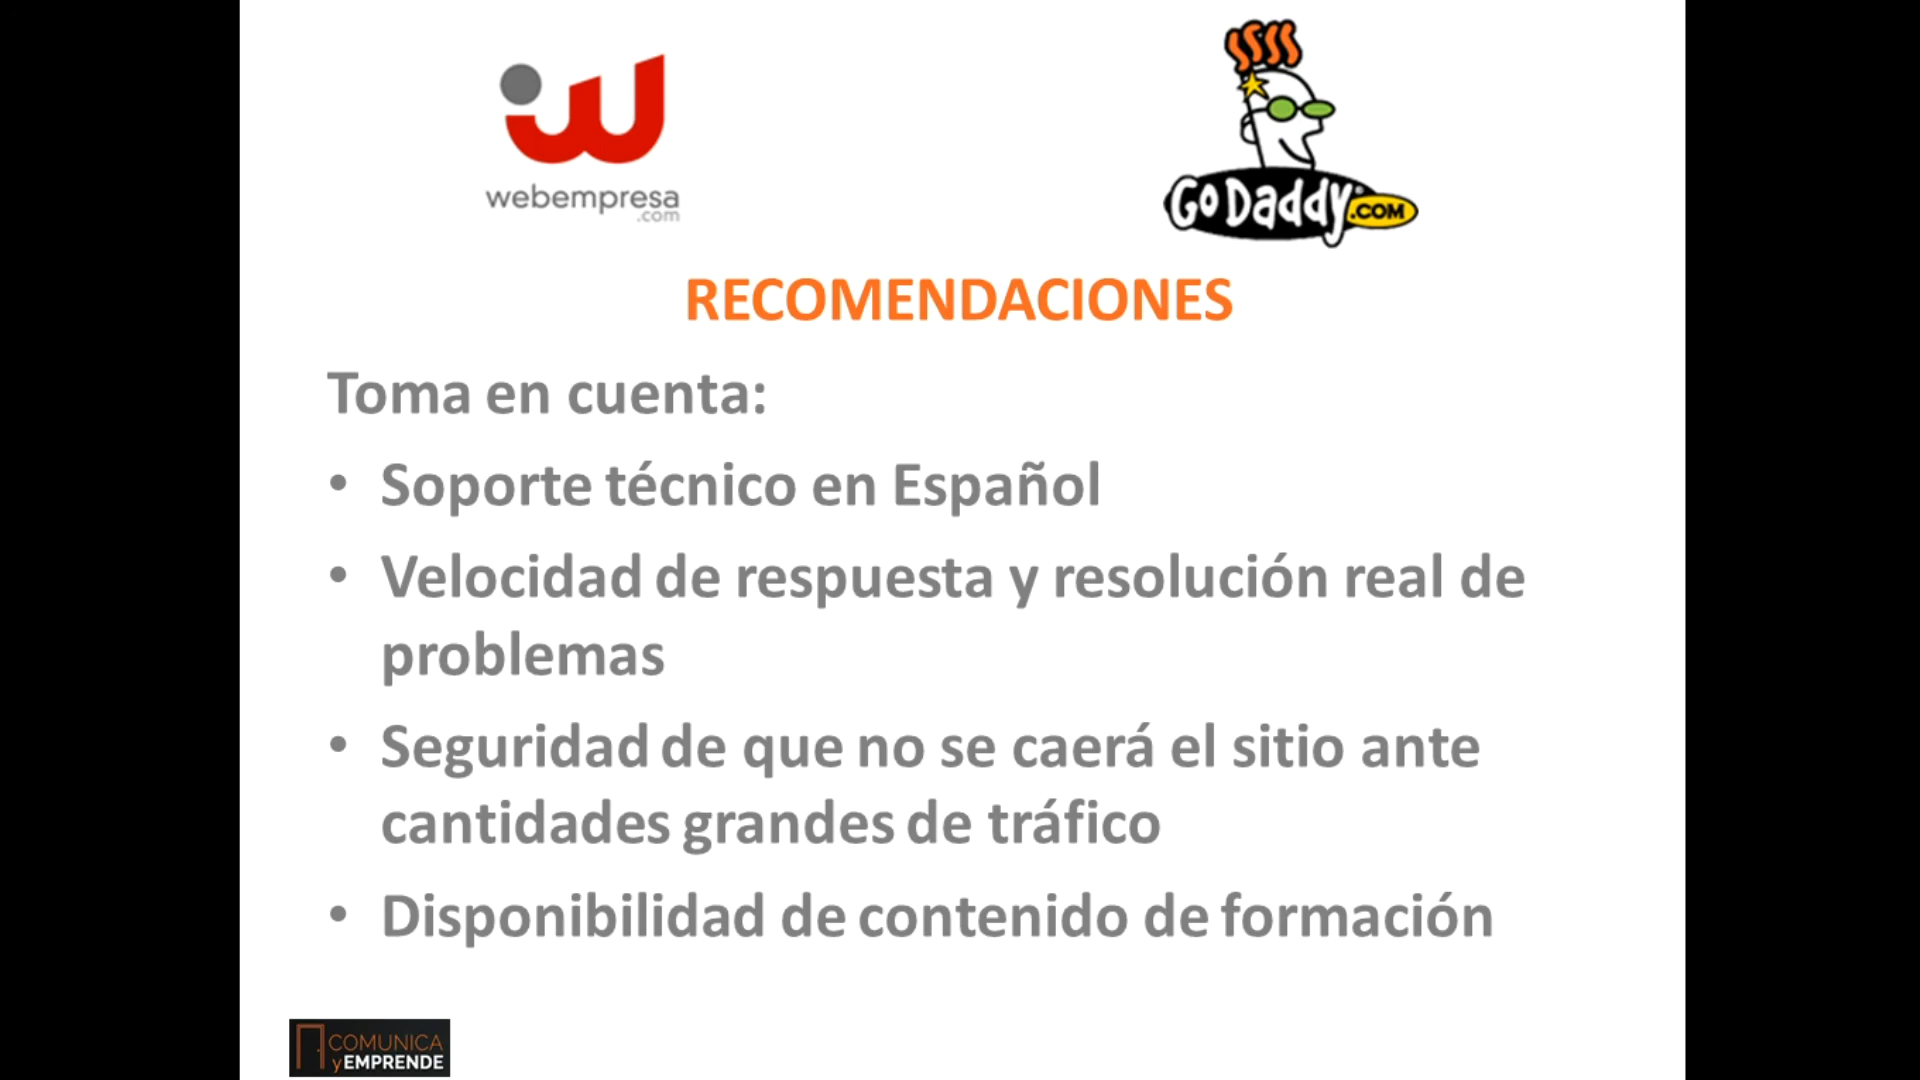 webempresa
.com
GoDaddy.COM
RECOMENDACIONES
Toma en cuenta:
• Soporte técnico en Español
• Velocidad de respuesta y resolución real de
problemas
• Seguridad de que no se caerá el sitio ante
cantidades grandes de tráfico
• Disponibilidad de contenido de formación
COMUNICA
yEMPRENDE